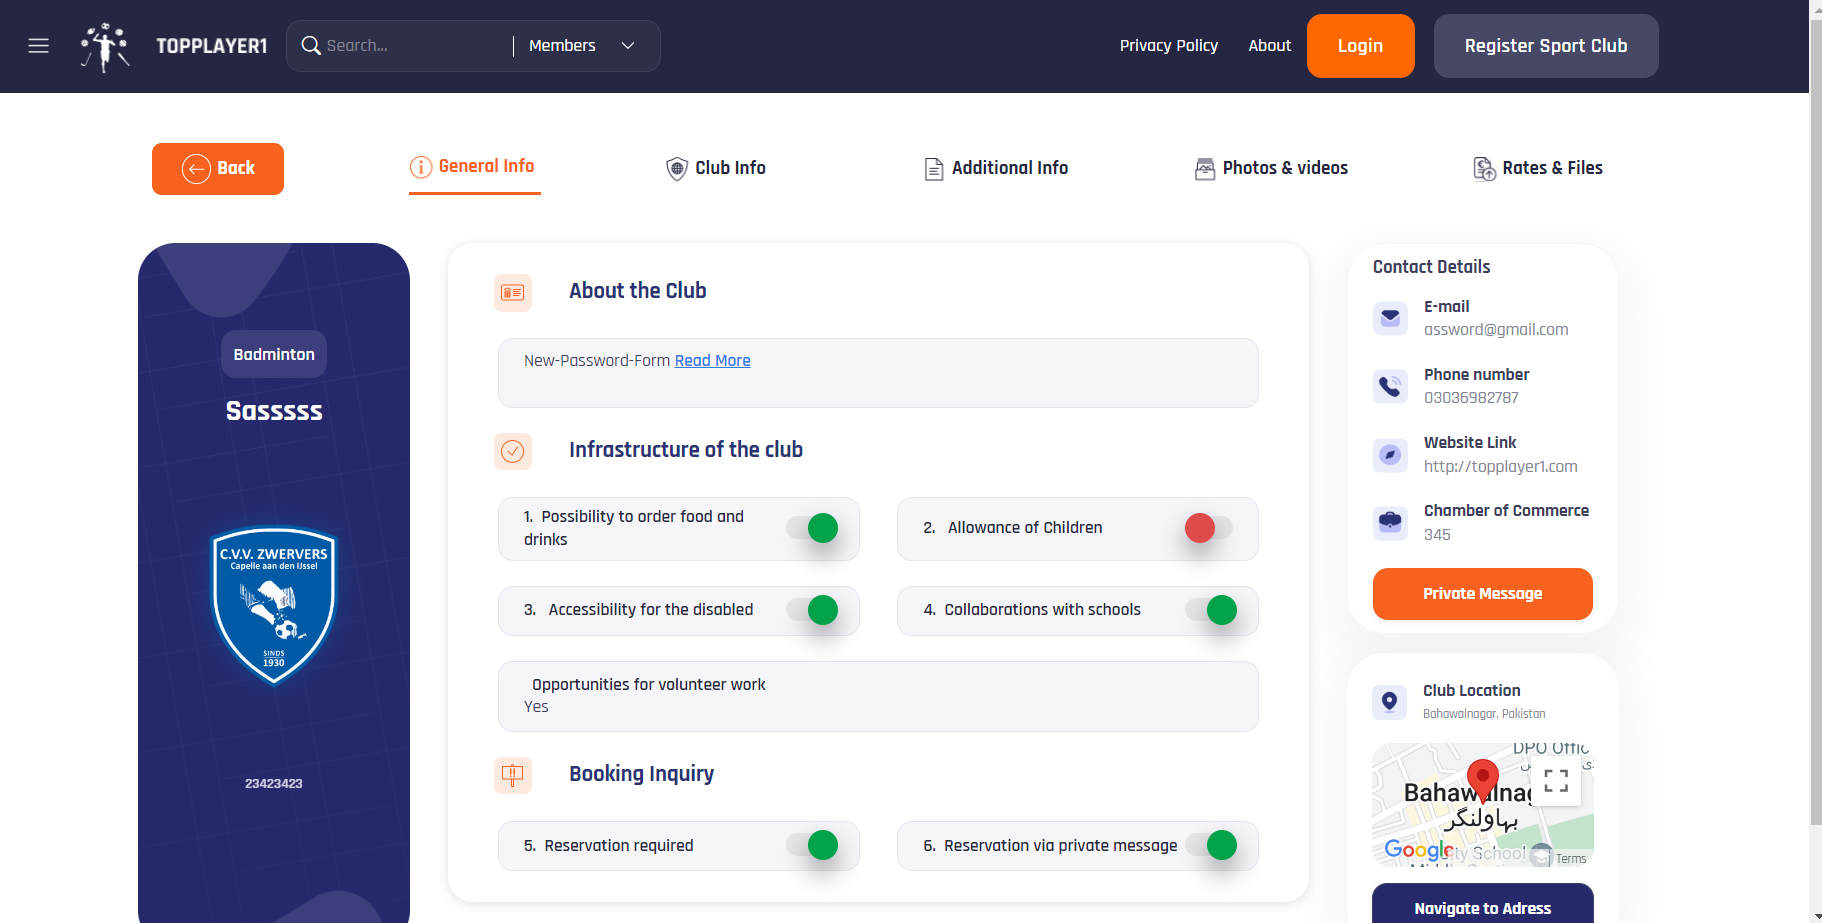 TOPPLAYER1
Search...
Members
Privacy Policy
About
Login
Register Sport Club
Back
General Info
Club Info
Additional Info
Photos & videos
Rates & Files
Badminton
Sasssss
C.V.V. ZWERVERS
Capelle aan den IJssel
SINDS
1930
23423423
About the Club
New-Password-Form Read More
Infrastructure of the club
1. Possibility to order food and
drinks
2. Allowance of Children
3. Accessibility for the disabled
4. Collaborations with schools
Opportunities for volunteer work
Yes
Booking Inquiry
5. Reservation required
6. Reservation via private message
Contact Details
E-mail
assword@gmail.com
Phone number
03036982787
Website Link
http://topplayer1.com
Chamber of Commerce
345
Private Message
Club Location
Bahawalnagar, Pakistan
DPO Offic
Bahawalnag
بہاولنگر
Google
ty School
Terms
Navigate to Adress